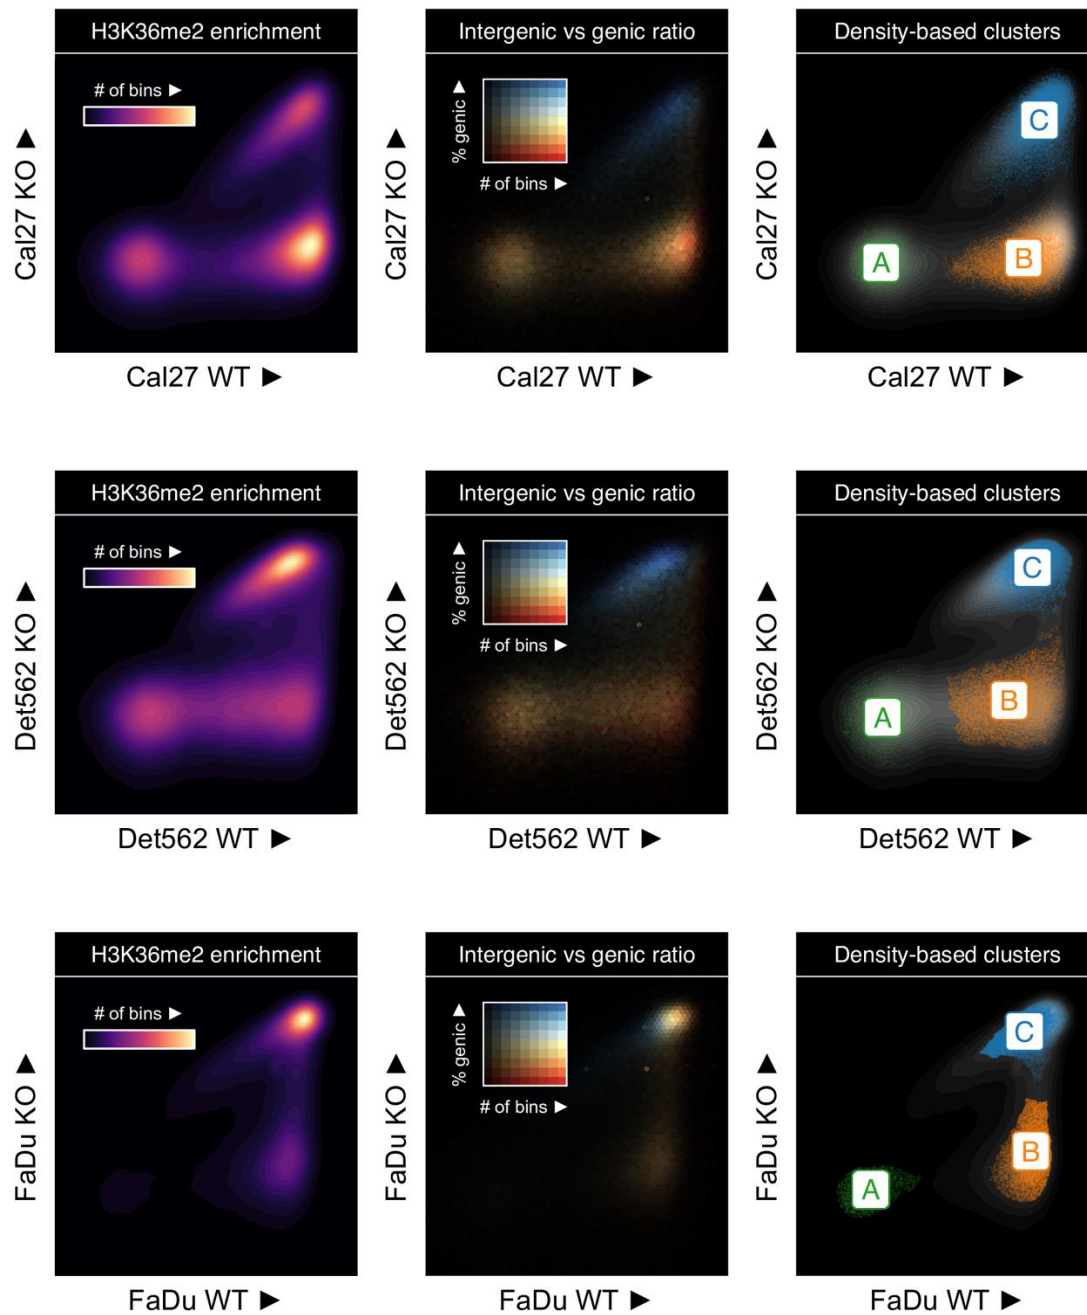 H3K36me2 enrichment
# of bins ►
Cal27 KO ►
Cal27 WT ►
Intergenic vs genic ratio
% genic ►
# of bins ►
Cal27 KO ►
Cal27 WT ►
Density-based clusters
C
A
B
Cal27 KO ►
Cal27 WT ►
H3K36me2 enrichment
# of bins ►
Det562 KO ►
Det562 WT ►
Intergenic vs genic ratio
% genic ►
# of bins ►
Det562 KO ►
Det562 WT ►
Density-based clusters
C
A
B
Det562 KO ►
Det562 WT ►
H3K36me2 enrichment
# of bins ►
FaDu KO ►
FaDu WT ►
Intergenic vs genic ratio
% genic ►
# of bins ►
FaDu KO ►
FaDu WT ►
Density-based clusters
C
B
A
FaDu KO ►
FaDu WT ►